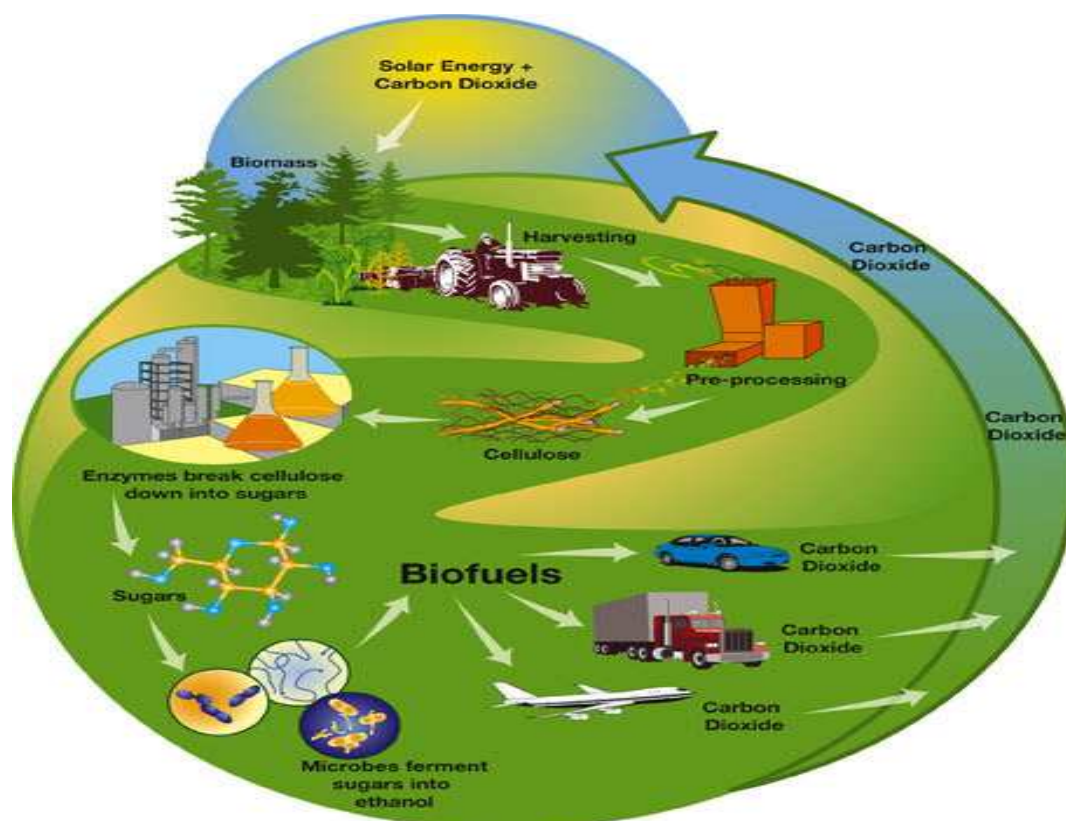 Solar Energy +
Carbon Dioxide
Biomass
Harvesting
Carbon
Dioxide
Pre-processing
Carbon
Dioxide
Cellulose
Enzymes break cellulose
down into sugars
Sugars
Biofuels
Carbon
Dioxide
Carbon
Dioxide
Carbon
Dioxide
Microbes ferment
sugars into
ethanol